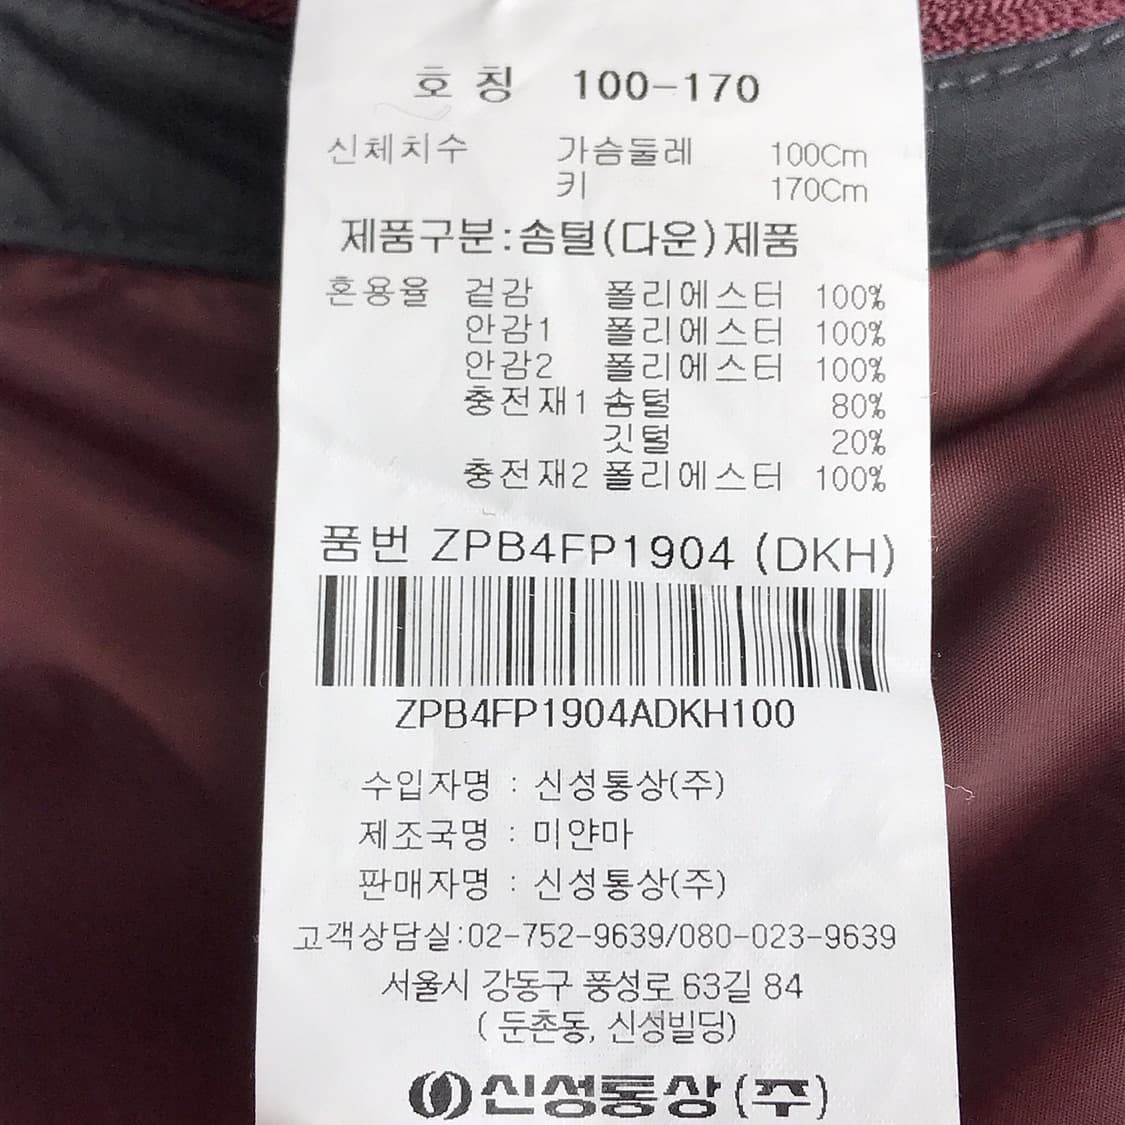 호 칭 100-170
신체치수 가슴둘레 100Cm
키 170Cm
제품구분:솜털(다운)제품
혼용율 겉감 폴리에스터 100%
안감1 폴리에스터 100%
안감2 폴리에스터 100%
충전재1 솜털 80%
깃털 20%
충전재2 폴리에스터 100%
품번 ZPB4FP1904 (DKH)
ZPB4FP1904ADKH100
수입자명 : 신성통상(주)
제조국명 : 미얀마
판매자명 : 신성통상(주)
고객상담실:02-752-9639/080-023-9639
서울시 강동구 풍성로 63길 84
( 둔촌동, 신성빌딩)
신성통상(주)